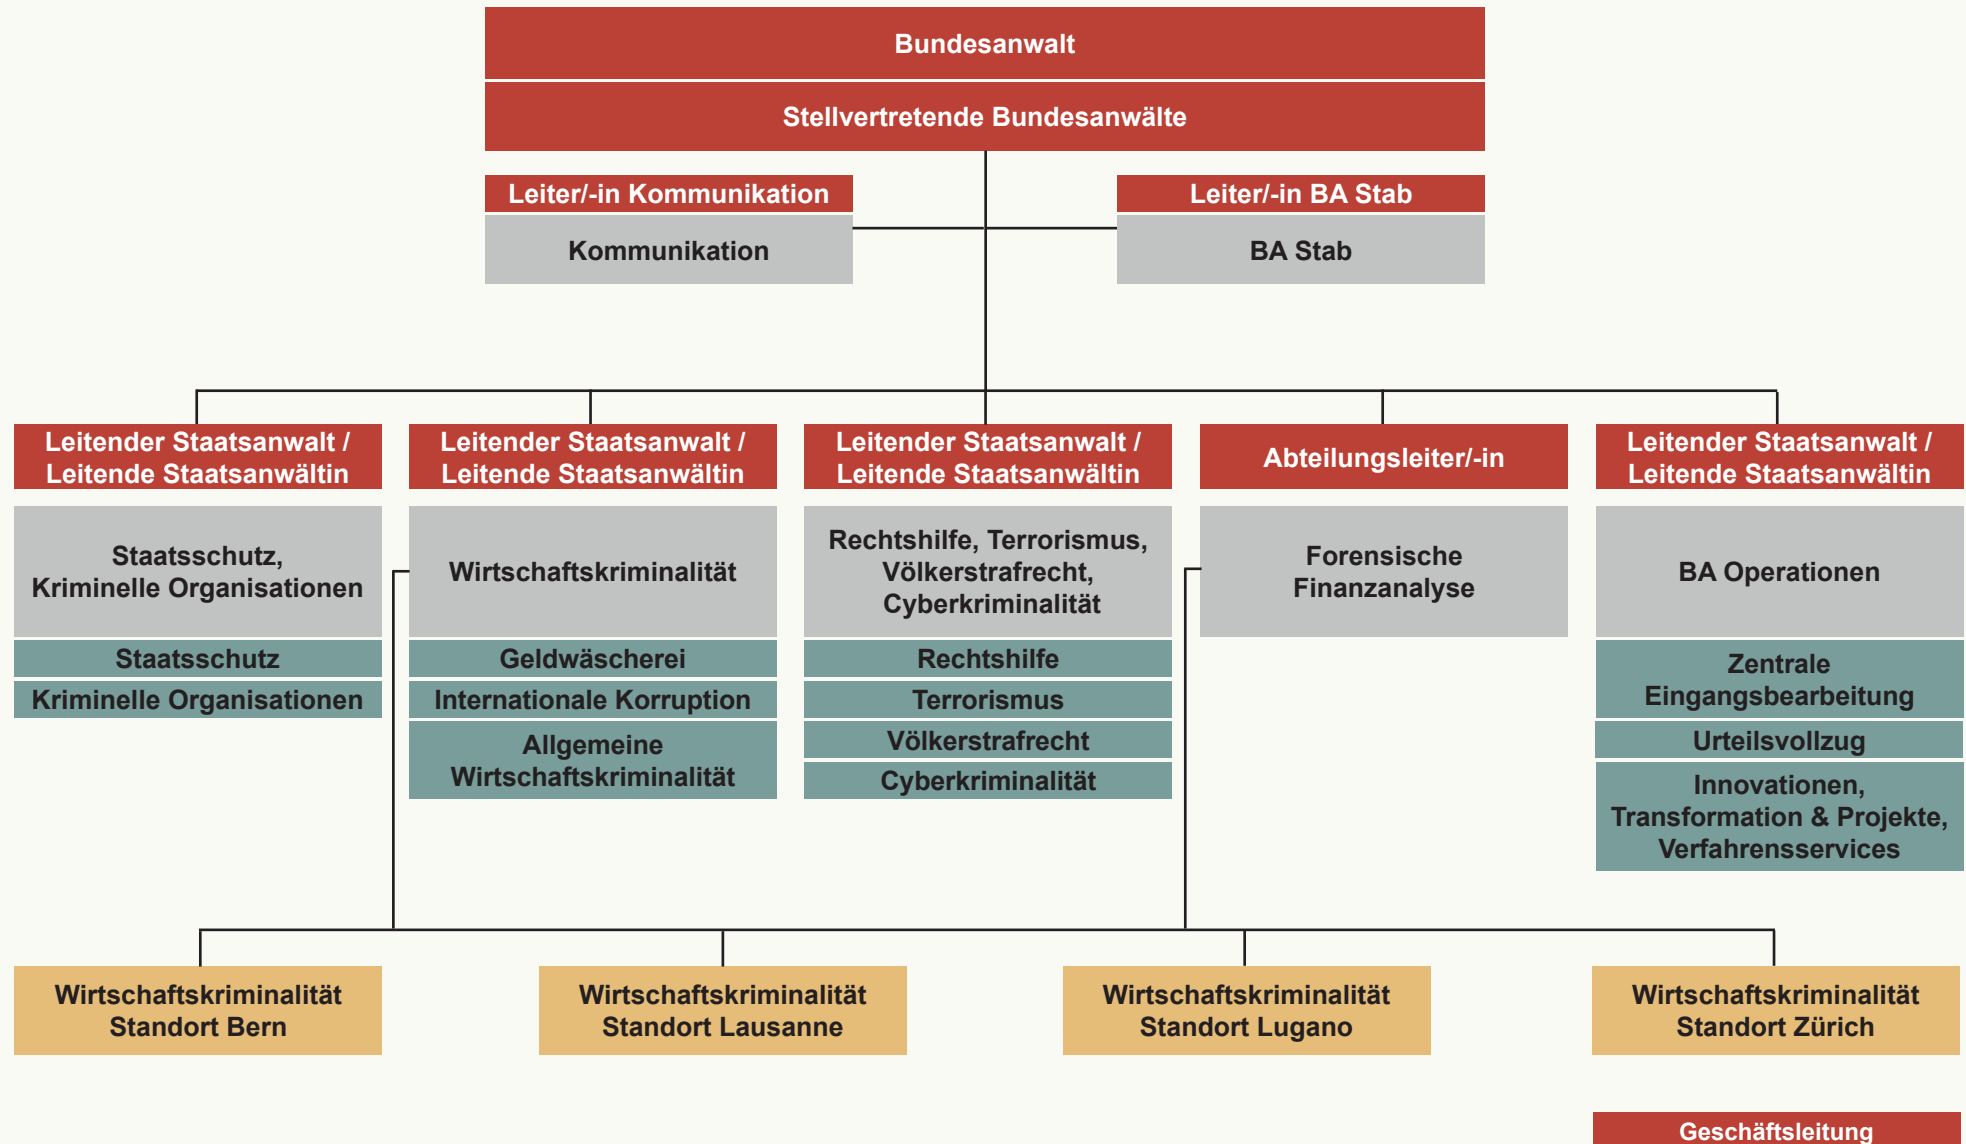 Bundesanwalt
Stellvertretende Bundesanwälte
Leiter/-in Kommunikation
Kommunikation
Leiter/-in BA Stab
BA Stab
Leitender Staatsanwalt /
Leitende Staatsanwältin
Staatsschutz,
Kriminelle Organisationen
Staatsschutz
Kriminelle Organisationen
Leitender Staatsanwalt /
Leitende Staatsanwältin
Wirtschaftskriminalität
Geldwäscherei
Internationale Korruption
Allgemeine
Wirtschaftskriminalität
Leitender Staatsanwalt /
Leitende Staatsanwältin
Rechtshilfe, Terrorismus,
Völkerstrafrecht,
Cyberkriminalität
Rechtshilfe
Terrorismus
Völkerstrafrecht
Cyberkriminalität
Abteilungsleiter/-in
Forensische
Finanzanalyse
Leitender Staatsanwalt /
Leitende Staatsanwältin
BA Operationen
Zentrale
Eingangsbearbeitung
Urteilsvollzug
Innovationen,
Transformation & Projekte,
Verfahrensservices
Wirtschaftskriminalität
Standort Bern
Wirtschaftskriminalität
Standort Lausanne
Wirtschaftskriminalität
Standort Lugano
Wirtschaftskriminalität
Standort Zürich
Geschäftsleitung